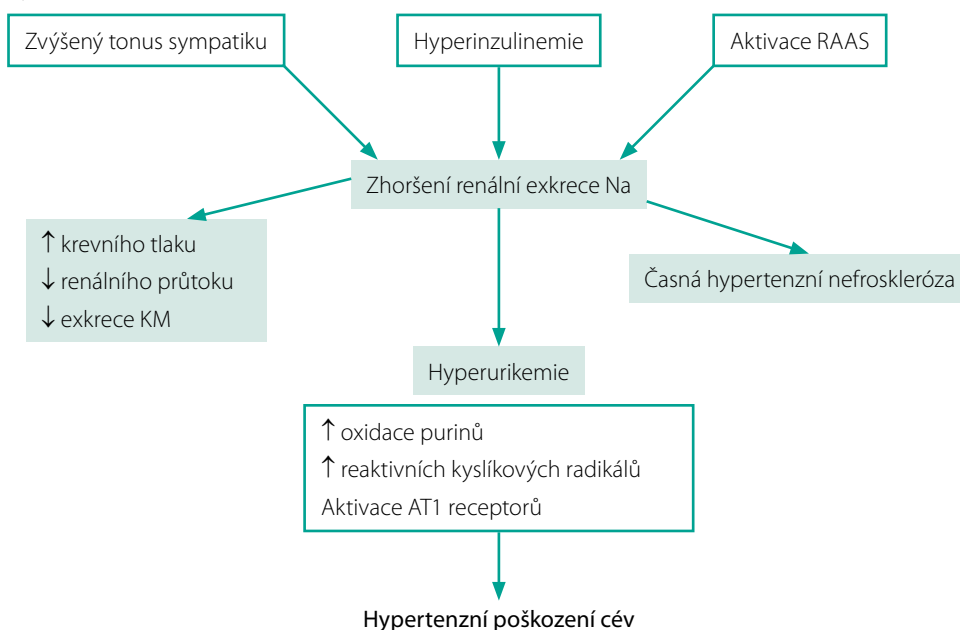 Zvýšený tonus sympatiku
Hyperinzulinemie
Aktivace RAAS
Zhoršení renální exkrece Na
↑ krevního tlaku
↓ renálního průtoku
↓ exkrece KM
Časná hypertenzní nefroskleróza
Hyperurikemie
↑ oxidace purinů
↑ reaktivních kyslíkových radikálů
Aktivace AT1 receptorů
Hypertenzní poškození cév